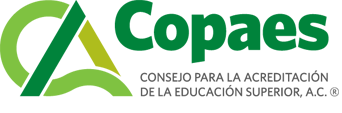 Copaes
CONSEJO PARA LA ACREDITACIÓN
DE LA EDUCACIÓN SUPERIOR, A.C. ®